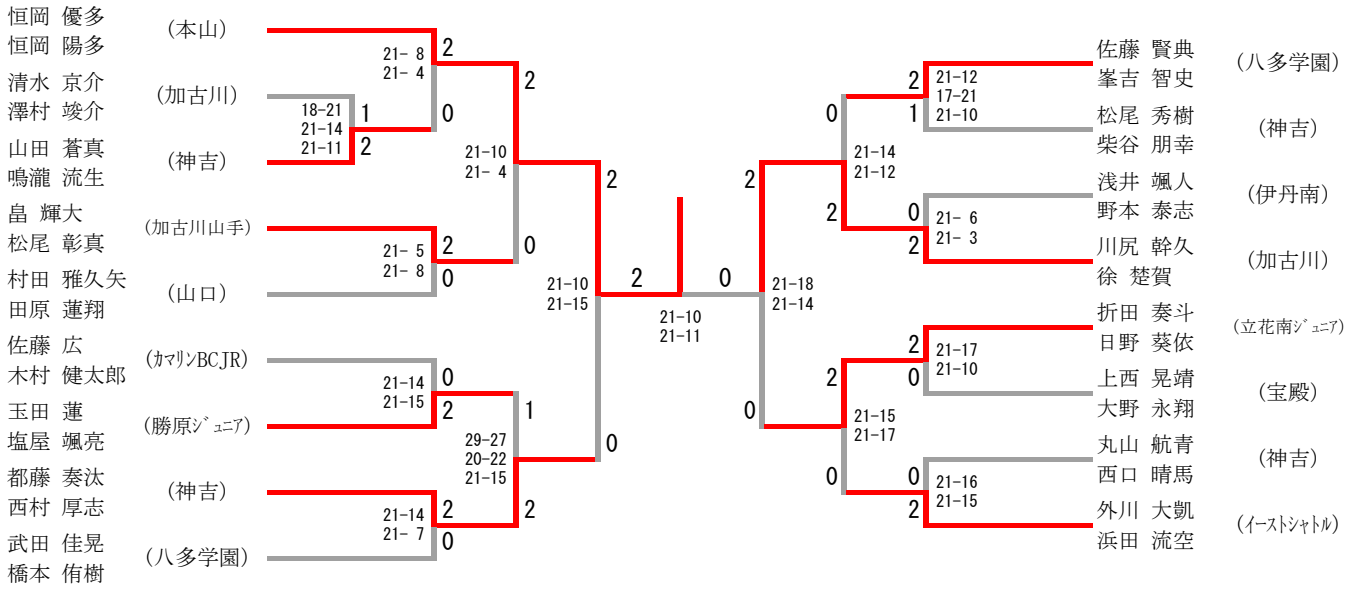 恒岡 優多
恒岡 陽多
(本山)
清水 京介
澤村 竣介
(加古川)
山田 蒼真
鳴瀧 流生
(神吉)
畠 輝大
松尾 彰真
(加古川山手)
村田 雅久矢
田原 蓮翔
(山口)
佐藤 広
木村 健太郎
(カマリンBCJR)
玉田 蓮
塩屋 颯亮
(勝原ジュニア)
都藤 奏汰
西村 厚志
(神吉)
武田 佳晃
橋本 侑樹
(八多学園)
18-21
21-14
21-11
1
2
21- 8
21- 4
2
0
21- 5
21- 8
2
0
21-14
21-15
0
2
21-14
21- 7
2
0
21-10
21- 4
2
0
29-27
20-22
21-15
1
2
21-10
21-15
2
0
2
0
21-10
21-11
2
0
21-18
21-14
0
2
21-14
21-12
2
0
21-15
21-17
2
1
21-12
17-21
21-10
0
2
21- 6
21- 3
2
0
21-17
21-10
0
2
21-16
21-15
佐藤 賢典
峯吉 智史
(八多学園)
松尾 秀樹
柴谷 朋幸
(神吉)
浅井 颯人
野本 泰志
(伊丹南)
川尻 幹久
徐 楚賀
(加古川)
折田 奏斗
日野 葵依
(立花南ジュニア)
上西 晃靖
大野 永翔
(宝殿)
丸山 航青
西口 晴馬
(神吉)
外川 大凱
浜田 流空
(イーストシャトル)